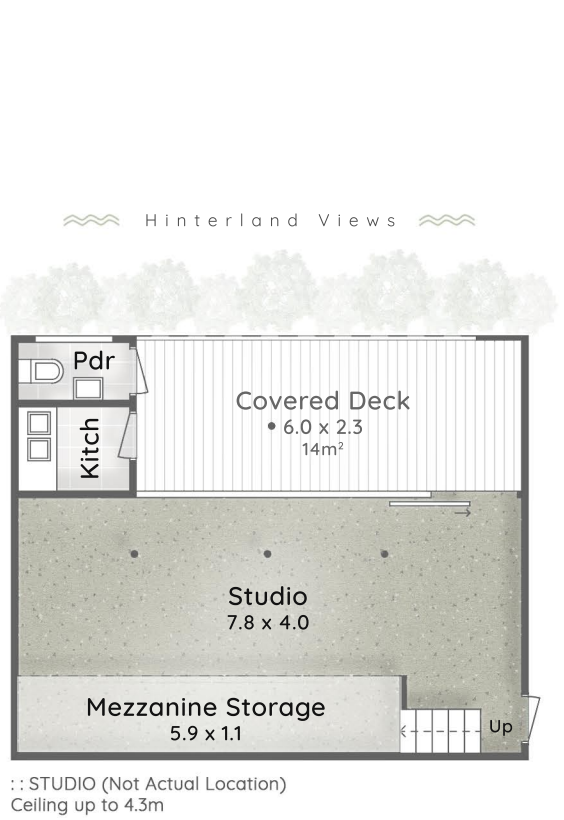 Hinterland Views
Pdr
Covered Deck
6.0 x 2.3
14m²
Kitch
Studio
7.8 x 4.0
Mezzanine Storage
5.9 x 1.1
Up
: : STUDIO (Not Actual Location)
Ceiling up to 4.3m